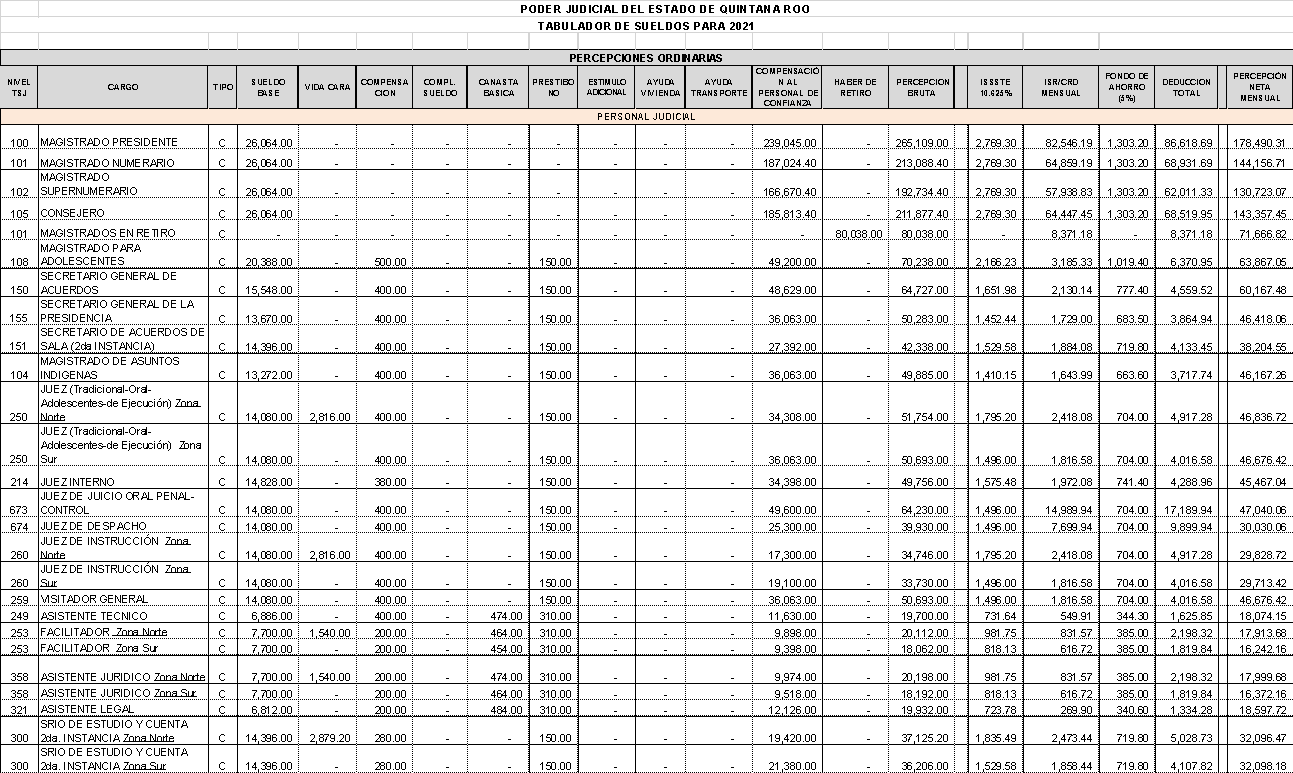 PODER JUDICIAL DEL ESTADO DE QUINTANA ROO
TABULADOR DE SUELDOS PARA 2021
PERCEPCIONES ORDINARIAS
NIVEL TSJ CARGO TIPO SUELDO BASE VIDA CARA COMPENSA CION COMPL. SUELDO CANASTA BASICA PRESTIBO NO ESTIMULO ADICIONAL AYUDA VIVIENDA AYUDA TRANSPORTE COMPENSACIÓ N AL PERSONAL DE CONFIANZA HABER DE RETIRO PERCEPCION BRUTA ISSSTE 10.625% ISR/CRD MENSUAL FONDO DE AHORRO (5%) DEDUCCION TOTAL PERCEPCIÓN NETA MENSUAL
PERSONAL JUDICIAL
100 MAGISTRADO PRESIDENTE C 26,064.00 - - - - - - - - 239,045.00 - 265,109.00 2,769.30 82,546.19 1,303.20 86,618.69 178,490.31
101 MAGISTRADO NUMERARIO C 26,064.00 - - - - - - - - 187,024.40 - 213,088.40 2,769.30 64,859.19 1,303.20 68,931.69 144,156.71
MAGISTRADO
102 SUPERNUMERARIO C 26,064.00 - - - - - - - - 166,670.40 - 192,734.40 2,769.30 57,938.83 1,303.20 62,011.33 130,723.07
105 CONSEJERO C 26,064.00 - - - - - - - - 185,813.40 - 211,877.40 2,769.30 64,447.45 1,303.20 68,519.95 143,357.45
101 MAGISTRADOS EN RETIRO C - - - - - - - - - - 80,038.00 80,038.00 - 8,371.18 - 8,371.18 71,666.82
MAGISTRADO PARA
108 ADOLESCENTES C 20,388.00 - 500.00 - - 150.00 - - - 49,200.00 - 70,238.00 2,166.23 3,185.33 1,019.40 6,370.95 63,867.05
SECRETARIO GENERAL DE
150 ACUERDOS C 15,548.00 - 400.00 - - 150.00 - - - 48,629.00 - 64,727.00 1,651.98 2,130.14 777.40 4,559.52 60,167.48
SECRETARIO GENERAL DE LA
155 PRESIDENCIA C 13,670.00 - 400.00 - - 150.00 - - - 36,063.00 - 50,283.00 1,452.44 1,729.00 683.50 3,864.94 46,418.06
SECRETARIO DE ACUERDOS DE
151 SALA (2da INSTANCIA) C 14,396.00 - 400.00 - - 150.00 - - - 27,392.00 - 42,338.00 1,529.58 1,884.08 719.80 4,133.45 38,204.55
MAGISTRADO DE ASUNTOS
104 INDIGENAS C 13,272.00 - 400.00 - - 150.00 - - - 36,063.00 - 49,885.00 1,410.15 1,643.99 663.60 3,717.74 46,167.26
JUEZ (Tradicional-Oral-
Adolescentes-de Ejecución) Zona
250 Norte C 14,080.00 2,816.00 400.00 - - 150.00 - - - 34,308.00 - 51,754.00 1,795.20 2,418.08 704.00 4,917.28 46,836.72
JUEZ (Tradicional-Oral-
Adolescentes-de Ejecución) Zona
250 Sur C 14,080.00 - 400.00 - - 150.00 - - - 36,063.00 - 50,693.00 1,496.00 1,816.58 704.00 4,016.58 46,676.42
214 JUEZ INTERNO C 14,828.00 - 380.00 - - 150.00 - - - 34,398.00 - 49,756.00 1,575.48 1,972.08 741.40 4,288.96 45,467.04
JUEZ DE JUICIO ORAL PENAL-
673 CONTROL C 14,080.00 - 400.00 - - 150.00 - - - 49,600.00 - 64,230.00 1,496.00 14,989.94 704.00 17,189.94 47,040.06
674 JUEZ DE DESPACHO C 14,080.00 - 400.00 - - 150.00 - - - 25,300.00 - 39,930.00 1,496.00 7,699.94 704.00 9,899.94 30,030.06
JUEZ DE INSTRUCCIÓN Zona
260 Norte C 14,080.00 2,816.00 400.00 - - 150.00 - - - 17,300.00 - 34,746.00 1,795.20 2,418.08 704.00 4,917.28 29,828.72
JUEZ DE INSTRUCCIÓN Zona
260 Sur C 14,080.00 - 400.00 - - 150.00 - - - 19,100.00 - 33,730.00 1,496.00 1,816.58 704.00 4,016.58 29,713.42
259 VISITADOR GENERAL C 14,080.00 - 400.00 - - 150.00 - - - 36,063.00 - 50,693.00 1,496.00 1,816.58 704.00 4,016.58 46,676.42
249 ASISTENTE TECNICO C 6,886.00 - 400.00 - 474.00 310.00 - - - 11,630.00 - 19,700.00 731.64 549.91 344.30 1,625.85 18,074.15
253 FACILITADOR Zona Norte C 7,700.00 1,540.00 200.00 - 464.00 310.00 - - - 9,898.00 - 20,112.00 981.75 831.57 385.00 2,198.32 17,913.68
253 FACILITADOR Zona Sur C 7,700.00 - 200.00 - 454.00 310.00 - - - 9,398.00 - 18,062.00 818.13 616.72 385.00 1,819.84 16,242.16
358 ASISTENTE JURIDICO Zona Norte C 7,700.00 1,540.00 200.00 - 474.00 310.00 - - - 9,974.00 - 20,198.00 981.75 831.57 385.00 2,198.32 17,999.68
358 ASISTENTE JURIDICO Zona Sur C 7,700.00 - 200.00 - 464.00 310.00 - - - 9,518.00 - 18,192.00 818.13 616.72 385.00 1,819.84 16,372.16
321 ASISTENTE LEGAL C 6,812.00 - 200.00 - 484.00 310.00 - - - 12,126.00 - 19,932.00 723.78 269.90 340.60 1,334.28 18,597.72
SRIO DE ESTUDIO Y CUENTA
300 2da. INSTANCIA Zona Norte C 14,396.00 2,879.20 280.00 - - 150.00 - - - 19,420.00 - 37,125.20 1,835.49 2,473.44 719.80 5,028.73 32,096.47
SRIO DE ESTUDIO Y CUENTA
300 2da. INSTANCIA Zona Sur C 14,396.00 - 280.00 - - 150.00 - - - 21,380.00 - 36,206.00 1,529.58 1,858.44 719.80 4,107.82 32,098.18